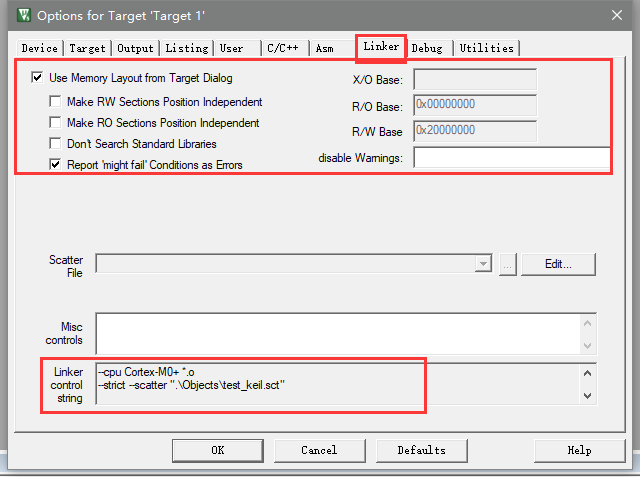 Options for Target 'Target 1'
Device Target Output Listing User C/C++ Asm Linker Debug Utilities
Use Memory Layout from Target Dialog
Make RW Sections Position Independent
Make RO Sections Position Independent
Don't Search Standard Libraries
Report 'might fail' Conditions as Errors
X/O Base:
R/O Base: 0x00000000
R/W Base 0x20000000
disable Warnings:
Scatter
File
...
Edit...
Misc
controls
Linker
control
string
--cpu Cortex-M0+ *.o
--strict --scatter ".\Objects\test_keil.sct"
OK Cancel Defaults Help